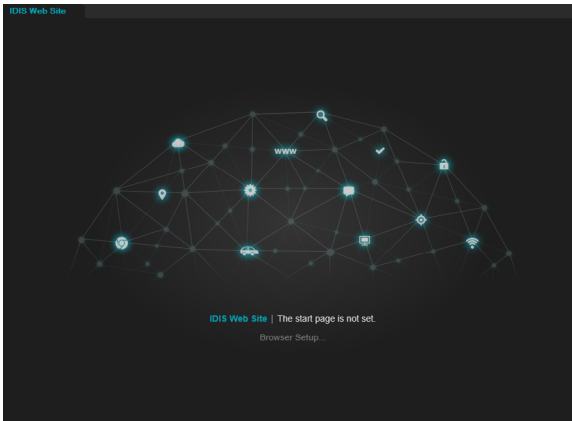 IDIS Web Site
WWW
IDIS Web Site | The start page is not set.
Browser Setup...